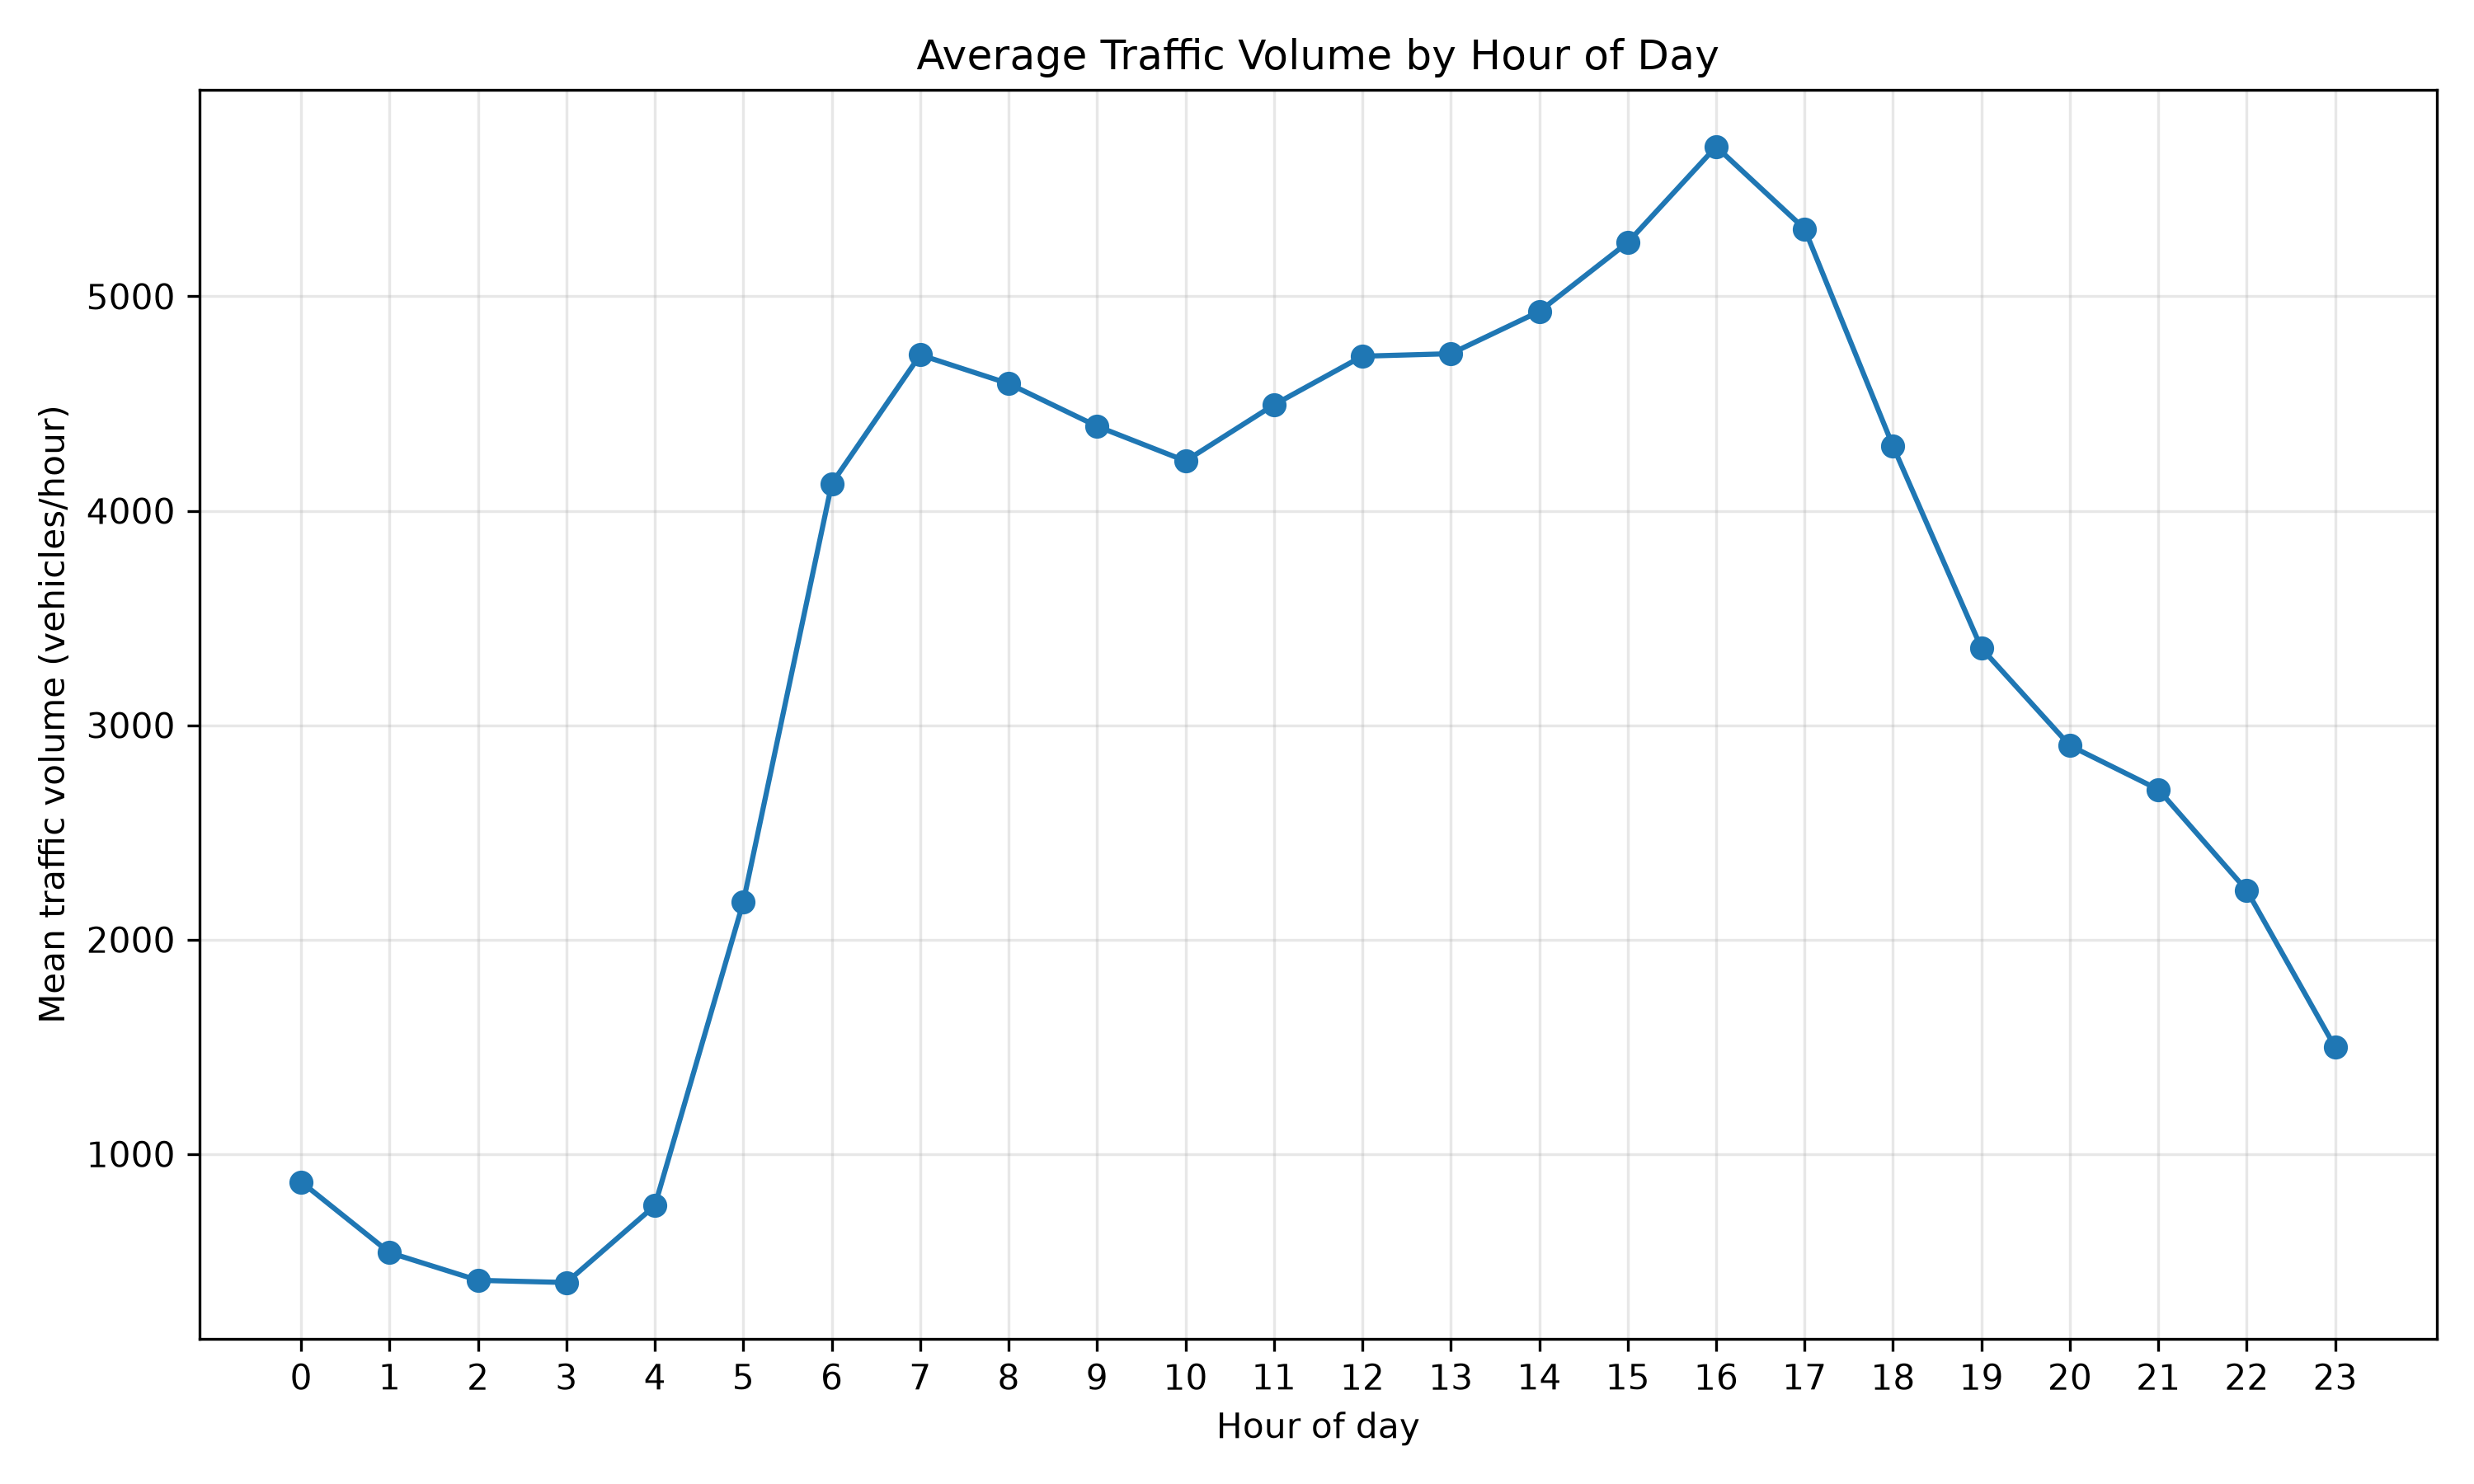 Average Traffic Volume by Hour of Day
Mean traffic volume (vehicles/hour)
5000
4000
3000
2000
1000
0 1 2 3 4 5 6 7 8 9 10 11 12 13 14 15 16 17 18 19 20 21 22 23
Hour of day